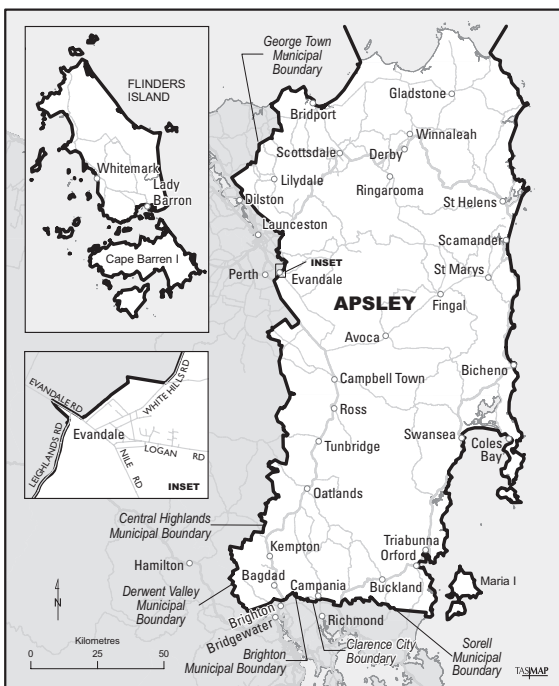 FLINDERS
ISLAND
Whitemark
Lady
Barron
Cape Barren I
George Town
Municipal
Boundary
Gladstone
Bridport
Winnaleah
Scottsdale
Derby
Lilydale
Ringarooma
Dilston
St Helens
Launceston
Scamander
INSET
Perth
Evandale
St Marys
APSLEY
Fingal
Avoca
Bicheno
Campbell Town
Ross
Swansea
Coles
Bay
Tunbridge
Oatlands
EVANDALE RD
WHITE HILLS RD
Evandale
LEIGHLANDS RD
LOGAN RD
NILE RD
INSET
Central Highlands
Municipal Boundary
Triabunna
Orford
Kempton
Hamilton
Bagdad
Maria I
Derwent Valley
Municipal
Boundary
Campania
Buckland
N
Brighton
Bridgewater
Richmond
Kilometres
0 25 50
Brighton
Municipal Boundary
Clarence City
Boundary
Sorell
Municipal
Boundary
TASMAP